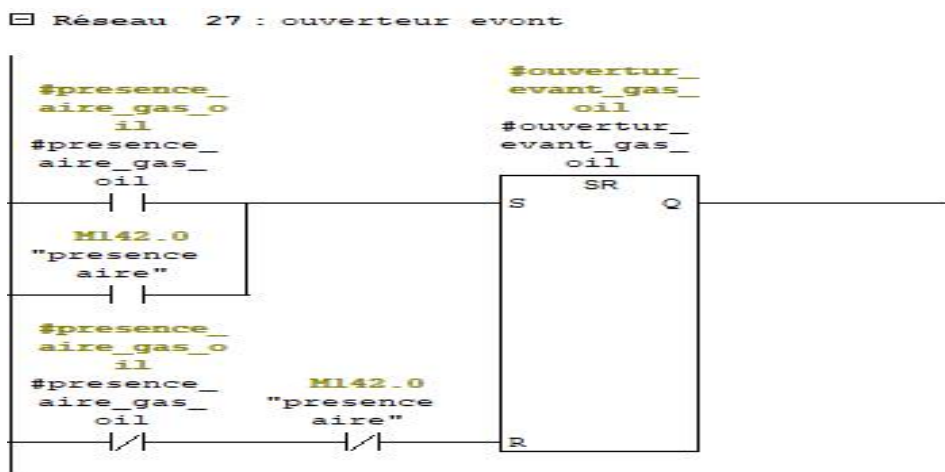 Réseau 27 : ouverteur evont
#presence_
aire_gas_o
il
#presence_
aire_gas_
oil
M142.0
"presence
aire"
#ouvertur_
evant_gas_
oil
#ouvertur_
evant_gas_
oil
SR
S Q
#presence_
aire_gas_o
il
#presence_
aire_gas_
oil
M142.0
"presence
aire"
R